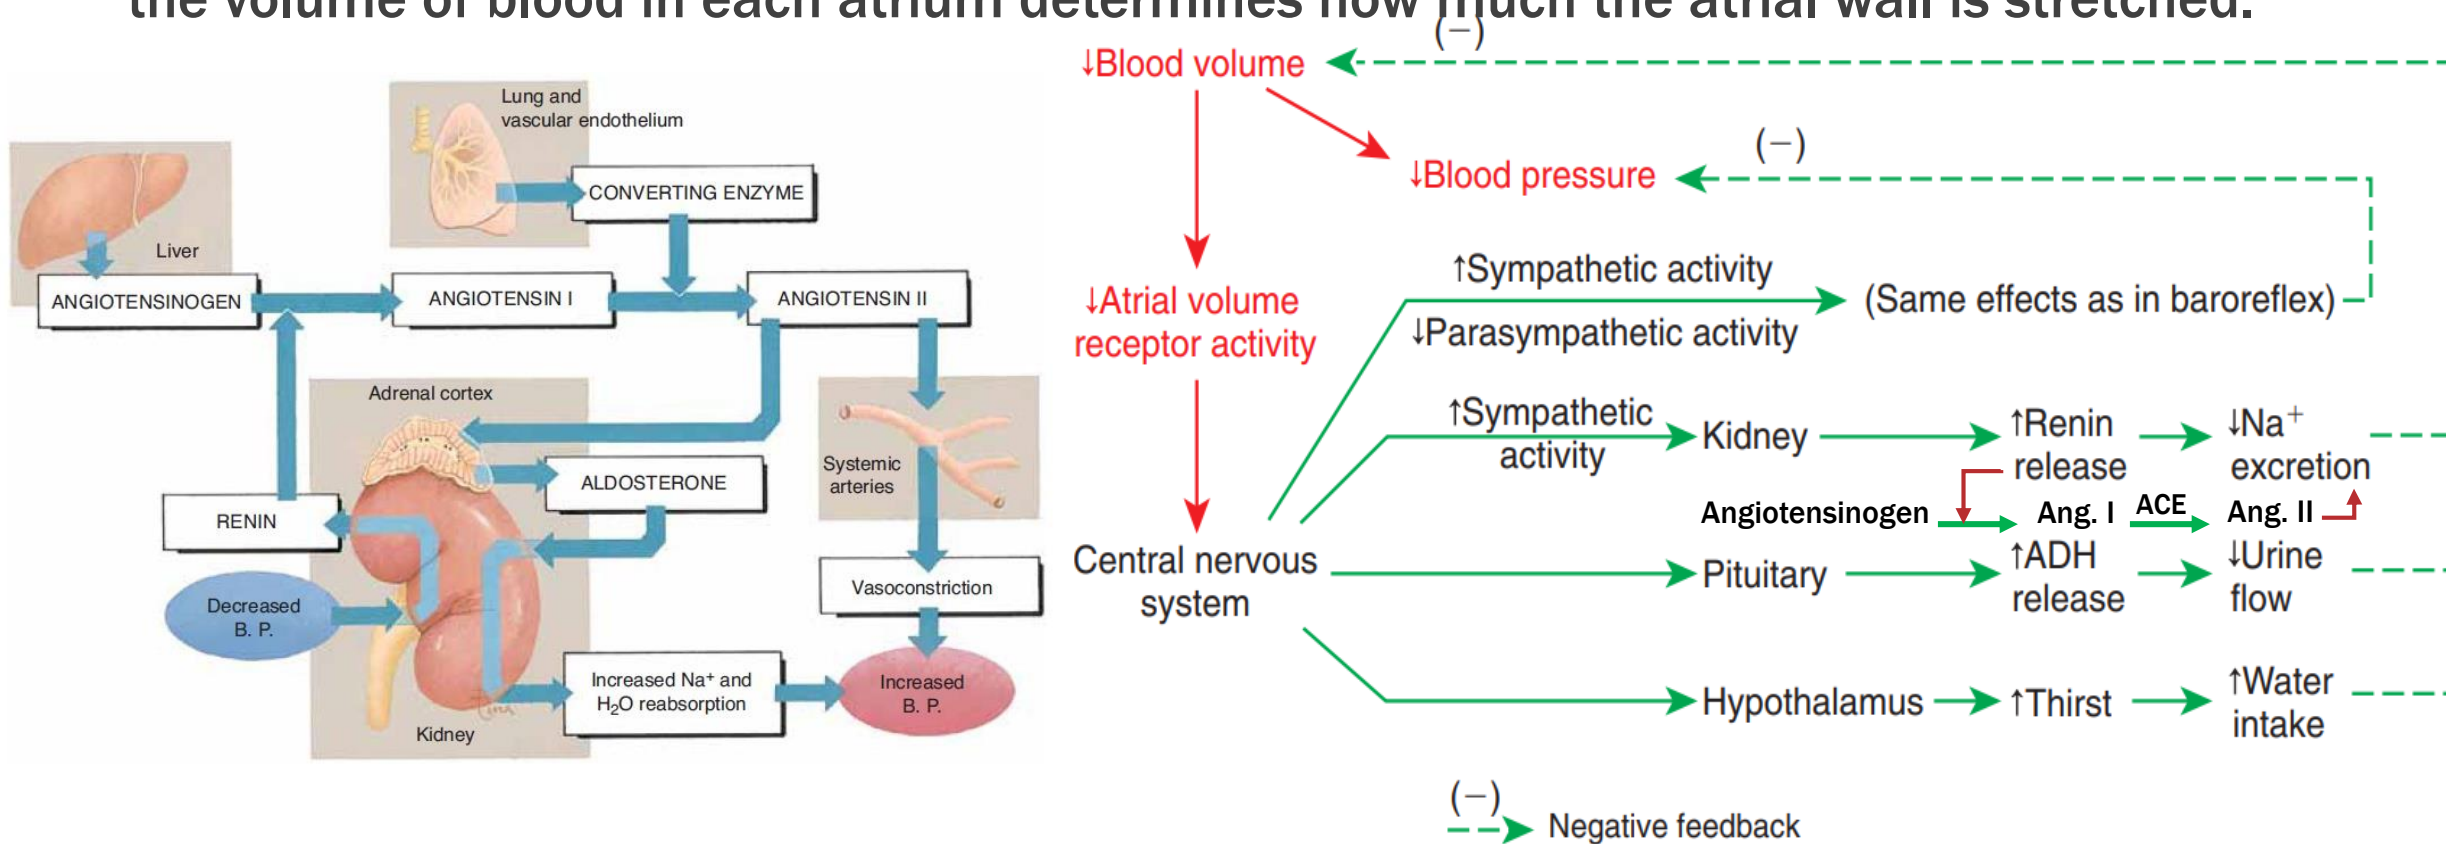 the volume of blood in each atrium determines how much the atrial wall is stretched.
Lung and
vascular endothelium
CONVERTING ENZYME
Liver
ANGIOTENSINOGEN
ANGIOTENSIN I
ANGIOTENSIN II
Adrenal cortex
ALDOSTERONE
Systemic
arteries
RENIN
Decreased
B. P.
Vasoconstriction
Increased Na⁺ and
H₂O reabsorption
Increased
B. P.
Kidney
(−)
↓Blood volume
(−)
↓Blood pressure
↑Sympathetic activity
↓Parasympathetic activity
(Same effects as in baroreflex)
↓Atrial volume
receptor activity
↑Sympathetic
activity
Kidney
↑Renin
release
↓Na⁺
excretion
Angiotensinogen
Ang. I
ACE
Ang. II
Central nervous
system
Pituitary
↑ADH
release
↓Urine
flow
Hypothalamus
↑Thirst
↑Water
intake
(−)
Negative feedback